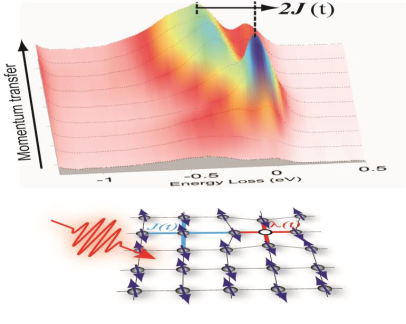 2J (t)
Momentum transfer
-1
-0.5
0
0.5
Energy Loss (eV)
J(t)